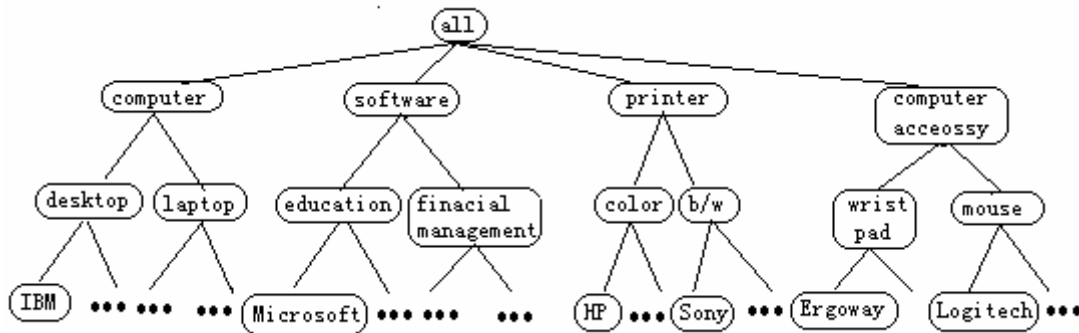 all
computer
software
printer
computer
acceossy
desktop
laptop
education
finacial
management
color
b/w
wrist
pad
mouse
IBM
Microsoft
HP
Sony
Ergoway
Logitech